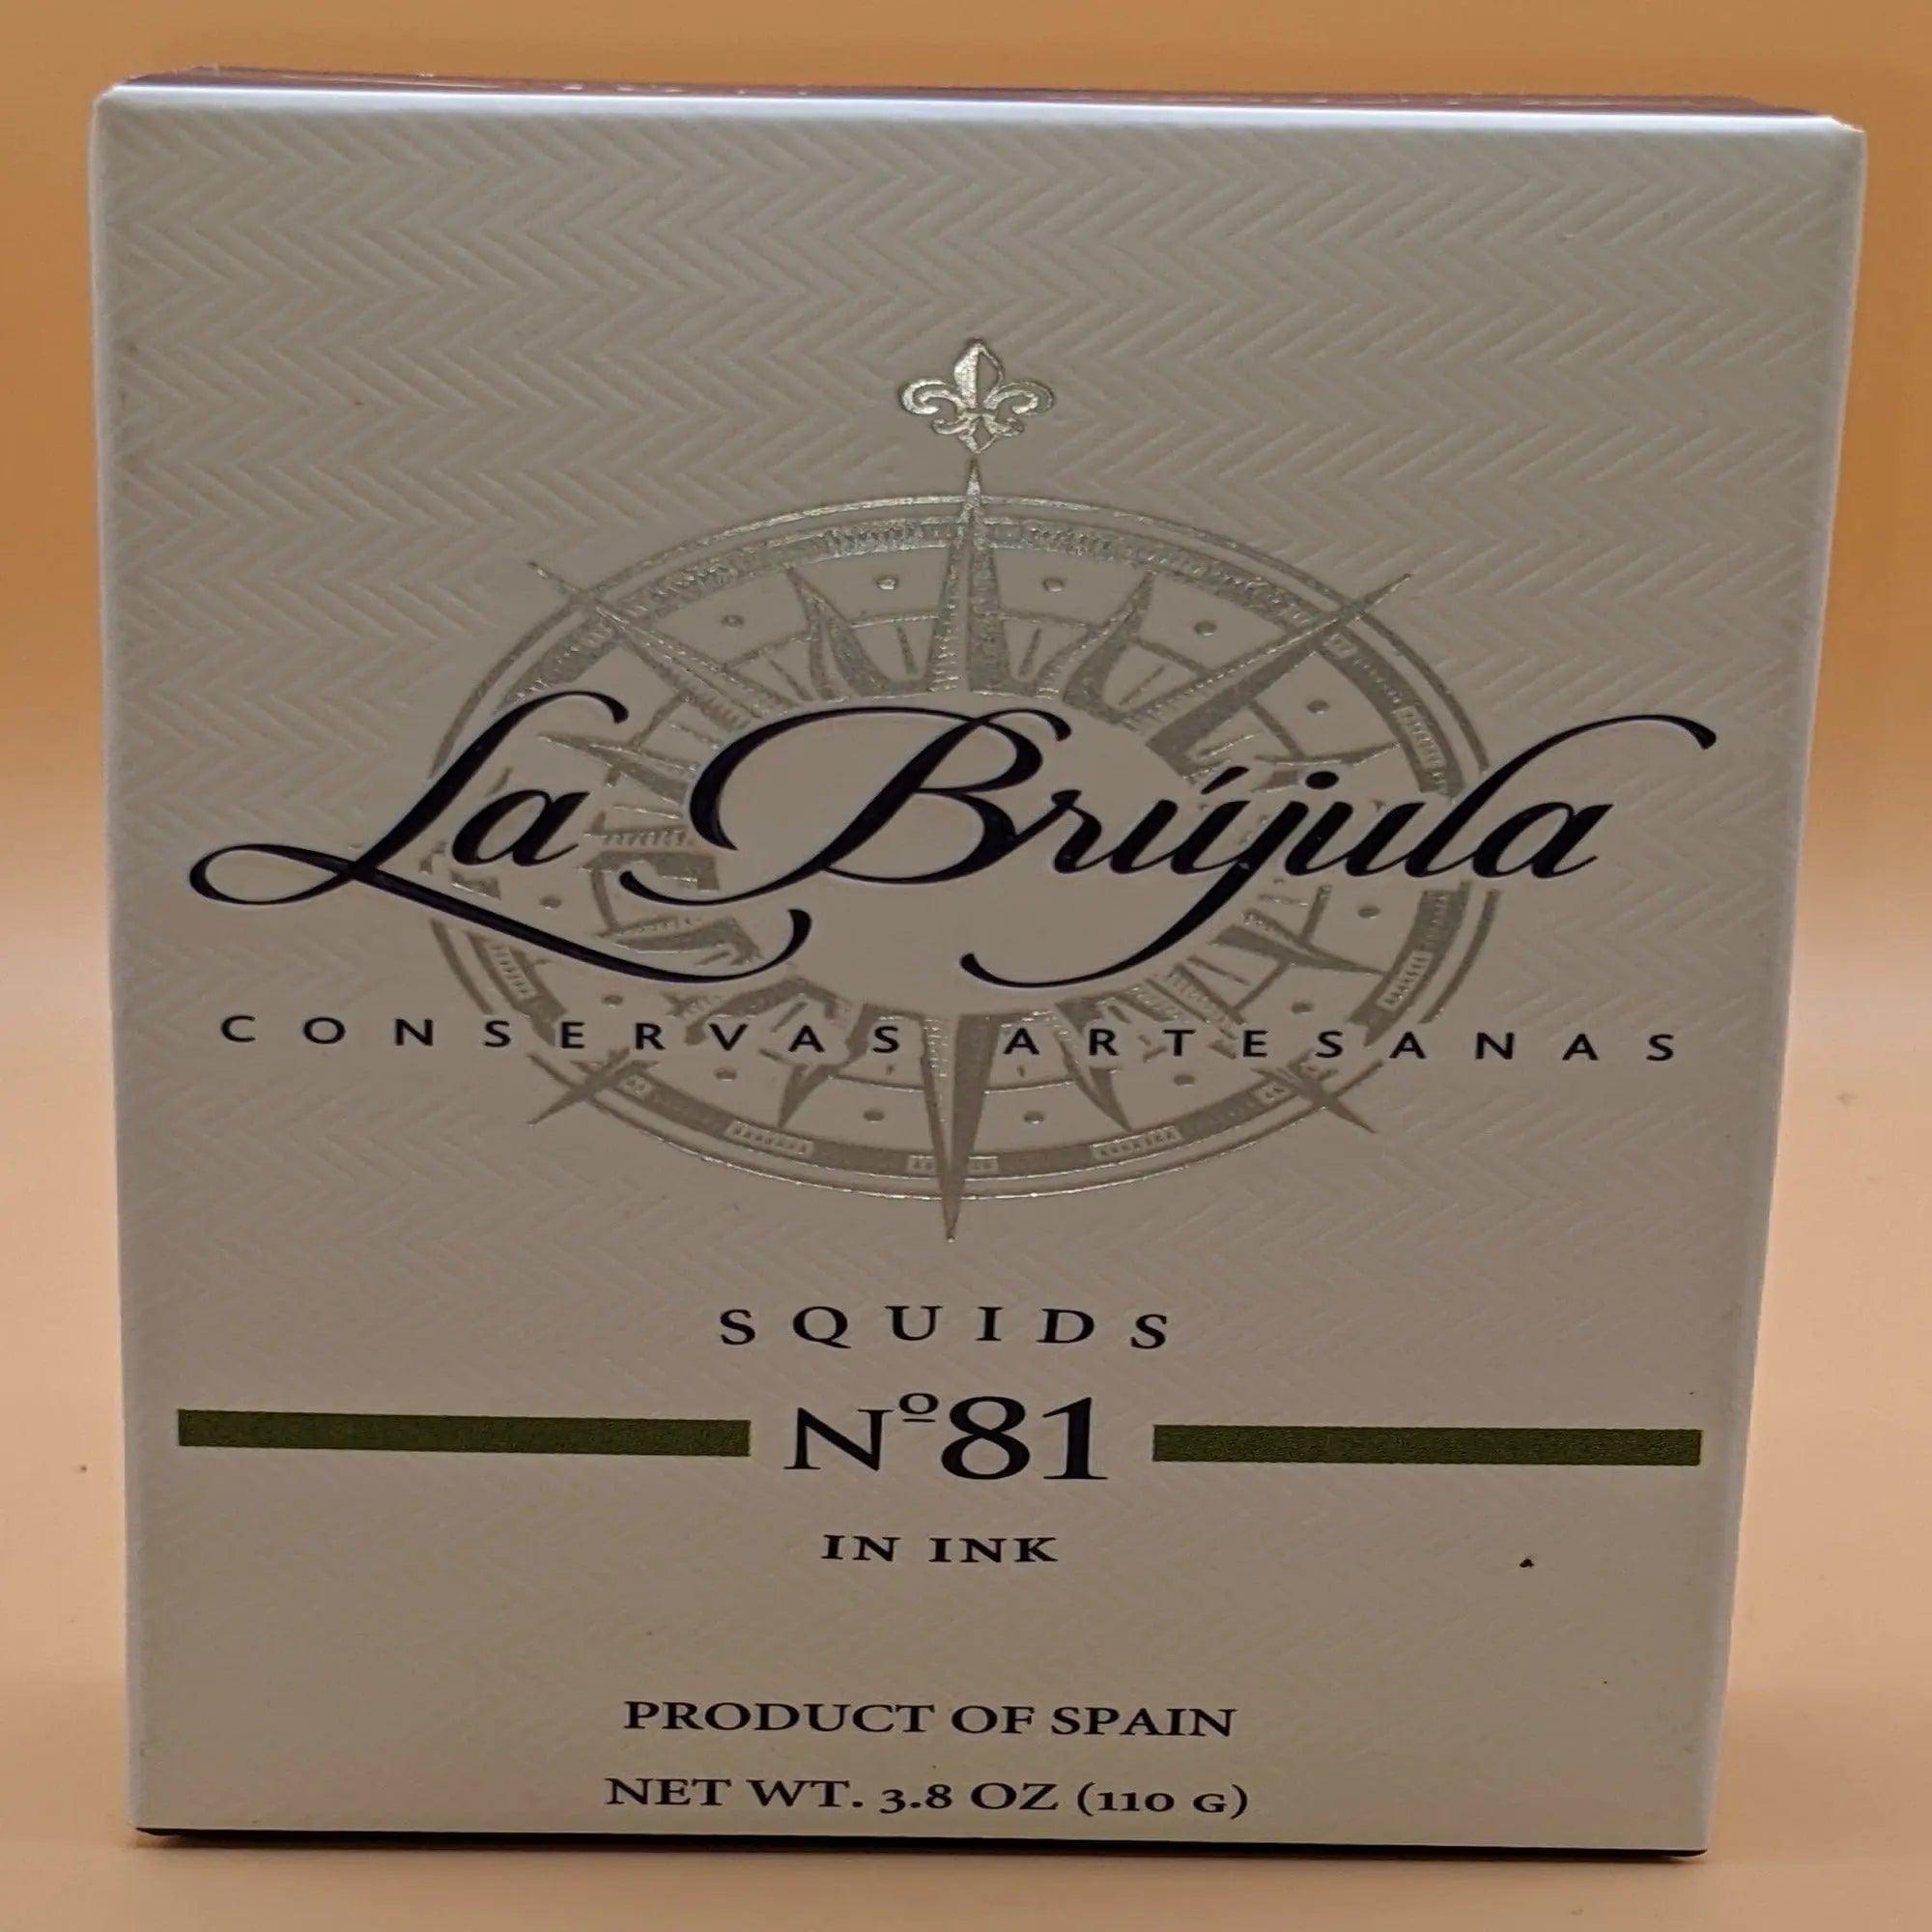 La Brújula
CONSERVAS ARTESANAS
SQUIDS
Nº81
IN INK
PRODUCT OF SPAIN
NET WT. 3.8 OZ (110 G)